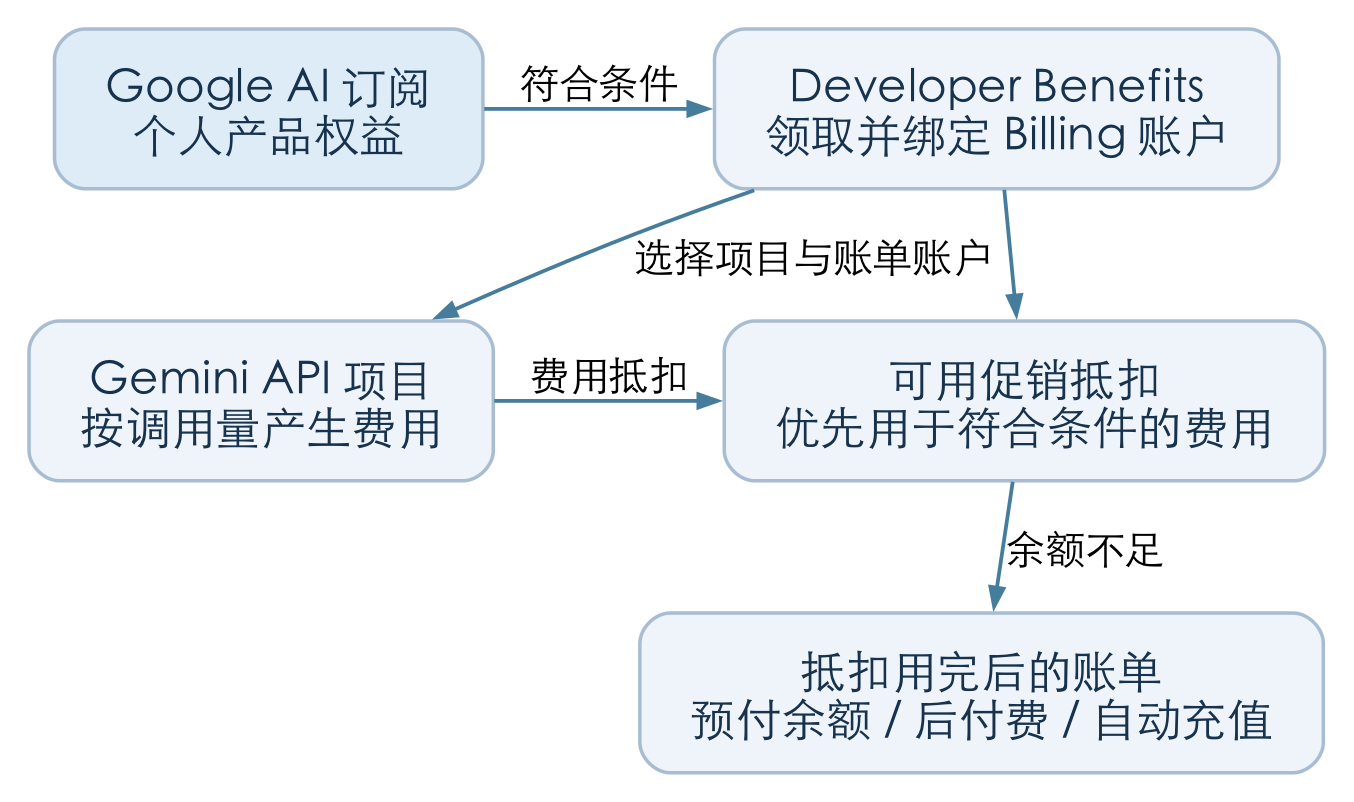 Google AI 订阅
个人产品权益
符合条件
Developer Benefits
领取并绑定 Billing 账户
选择项目与账单账户
Gemini API 项目
按调用量产生费用
费用抵扣
可用促销抵扣
优先用于符合条件的费用
余额不足
抵扣用完后的账单
预付余额 / 后付费 / 自动充值